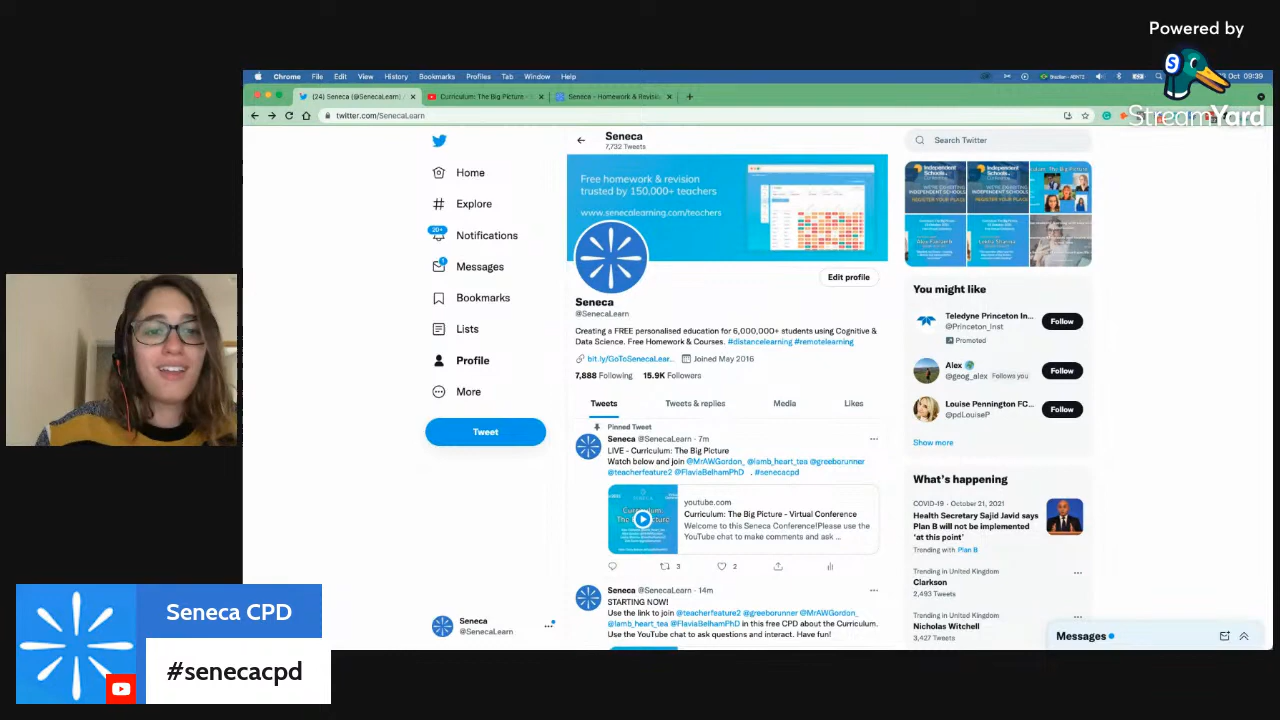 Powered by
StreamYard
Chrome File Edit View History Bookmarks Profiles Tab Window Help
Oct 09:39
(24) Seneca (@SenecaLearn) /
Curriculum: The Big Picture -
Seneca - Homework & Revisi
twitter.com/SenecaLearn
Home
Explore
20+
Notifications
1
Messages
Bookmarks
Lists
Profile
More
Tweet
Seneca
@SenecaLearn
Seneca
7,732 Tweets
Free homework & revision
trusted by 150,000+ teachers
www.senecalearning.com/teachers
Edit profile
Seneca
@SenecaLearn
Creating a FREE personalised education for 6,000,000+ students using Cognitive &
Data Science. Free Homework & Courses. #distancelearning #remotelearning
bit.ly/GoToSenecaLear... Joined May 2016
7,888 Following 15.9K Followers
Tweets Tweets & replies Media Likes
Pinned Tweet
Seneca @SenecaLearn · 7m
LIVE - Curriculum: The Big Picture
Watch below and join @MrAWGordon_ @lamb_heart_tea @greeborunner
@teacherfeature2 @FlaviaBelhamPhD . #senecacpd
youtube.com
Curriculum: The Big Picture - Virtual Conference
Welcome to this Seneca Conference!Please use the
YouTube chat to make comments and ask ...
3 2
Seneca @SenecaLearn · 14m
STARTING NOW!
Use the link to join @teacherfeature2 @greeborunner @MrAWGordon_
@lamb_heart_tea @FlaviaBelhamPhD in this free CPD about the Curriculum.
Use the YouTube chat to ask questions and interact. Have fun!
Search Twitter
You might like
Teledyne Princeton In...
@Princeton_Inst
Promoted
Follow
Alex
@geog_alex Follows you
Follow
Louise Pennington FC...
@pdLouiseP
Follow
Show more
What's happening
COVID-19 · October 21, 2021
Health Secretary Sajid Javid says
Plan B will not be implemented
'at this point'
Trending with Plan B
Trending in United Kingdom
Clarkson
2,493 Tweets
Trending in United Kingdom
Nicholas Witchell
3,427 Tweets
Messages
Seneca CPD
#senecacpd